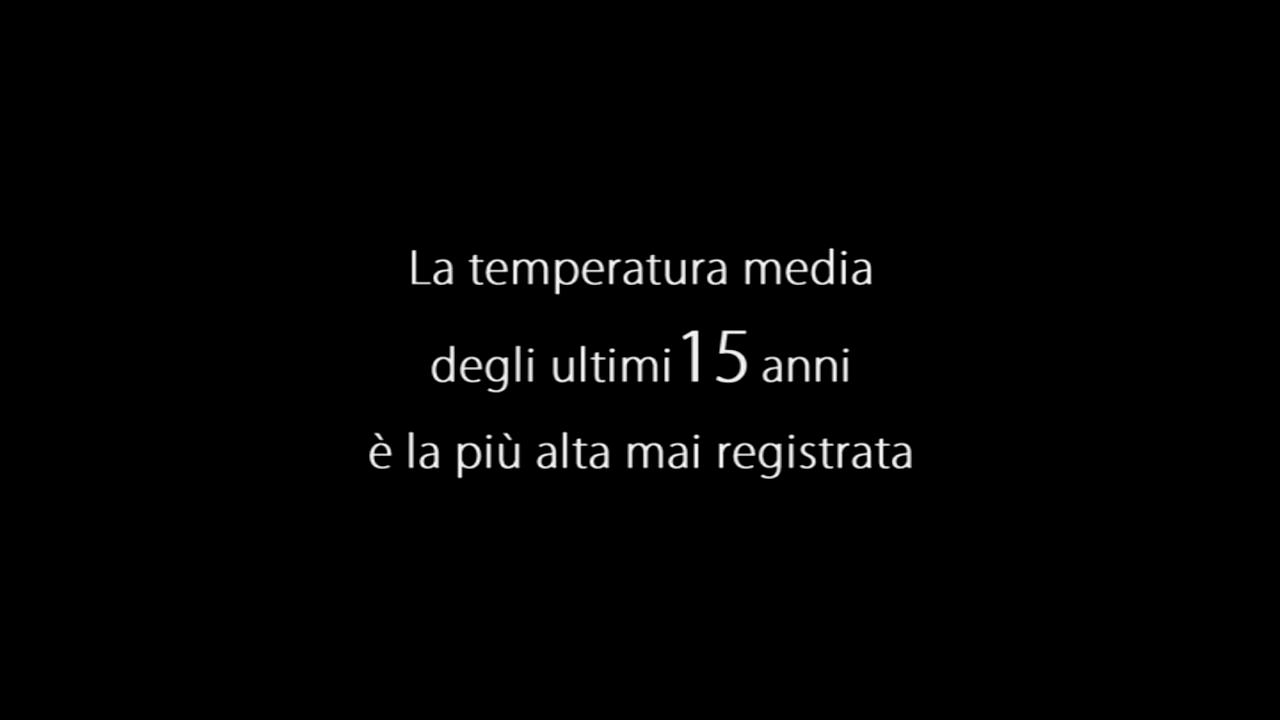 La temperatura media
degli ultimi 15 anni
è la più alta mai registrata